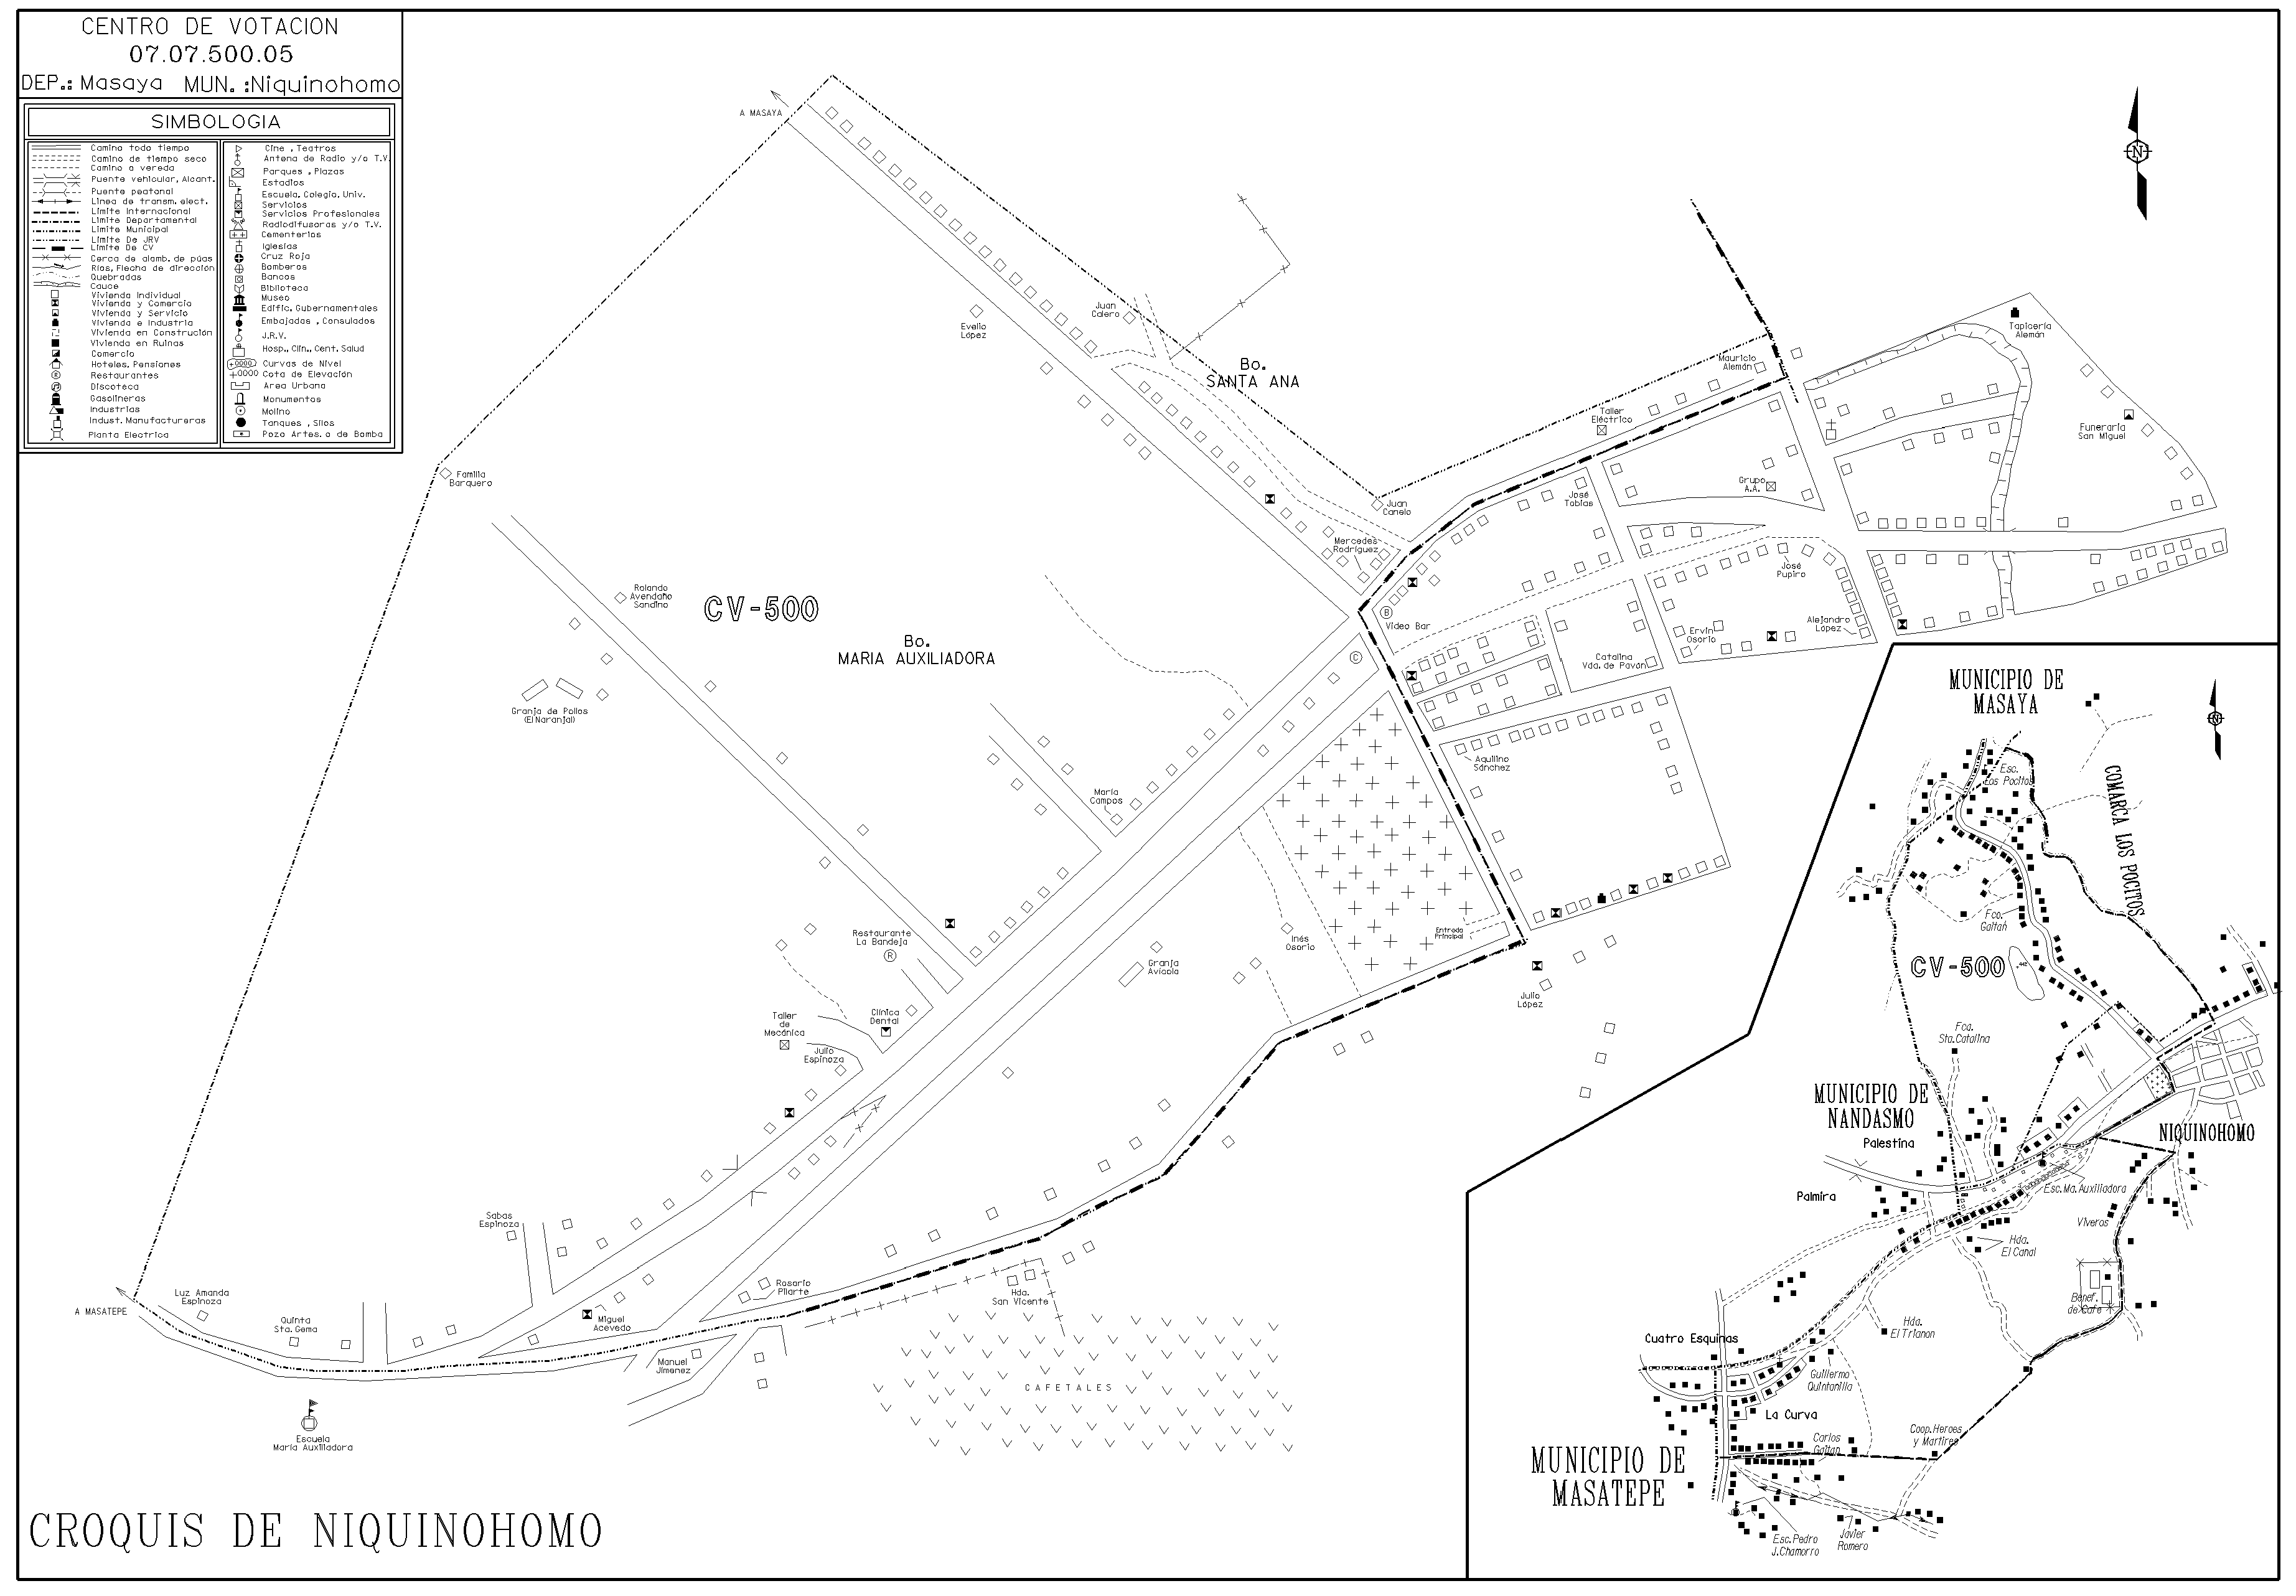 CENTRO DE VOTACION
07.07.500.05
DEP.: Masaya MUN. :Niquinohomo
SIMBOLOGIA
Camino todo tiempo
Camino de tiempo seco
Camino o vereda
Puente vehicular, Alcant.
Puente peatonal
Linea de transm. elect.
Limite Internacional
Limite Departamental
Limite Municipal
Limite De JRV
Limite De CV
Cerca de alamb. de púas
Rios, Flecha de dirección
Quebradas
Cauce
Vivienda Individual
Vivienda y Comercio
Vivienda y Servicio
Vivienda e Industria
Vivienda en Construción
Vivienda en Ruinas
Comercio
Hoteles, Pensiones
Restaurantes
Discoteca
Gasolineras
Industrias
Indust. Manufactureras
Planta Electrica
Cine , Teatros
Antena de Radio y/o T.V.
Parques , Plazas
Estadios
Escuela, Colegio, Univ.
Servicios
Servicios Profesionales
Radiodifusoras y/o T.V.
Cementerios
Iglesias
Cruz Roja
Bomberos
Bancos
Biblioteca
Museo
Edific. Gubernamentales
Embajadas , Consulados
J.R.V.
Hosp., Clin., Cent. Salud
Curvas de Nivel
Cota de Elevación
Area Urbana
Monumentos
Molino
Tanques , Silos
Pozo Artes. o de Bomba
A MASAYA
N
Evelio
López
Juan
Calero
Bo.
SANTA ANA
Mauricio
Alemán
Tapicería
Alemán
Taller
Eléctrico
Funeraria
San Miguel
Familia
Barquero
Grupo
A.A.
José
Tobias
Juan
Canelo
Mercedes
Rodríguez
José
Pupiro
Rolando
Avendaño
Sandino
CV-500
B
Video Bar
Ervin
Osorio
Alejandro
López
Bo.
MARIA AUXILIADORA
C
Catalina
Vda. de Pavón
Granja de Pollos
(El Naranjal)
Aquilino
Sánchez
María
Campos
Restaurante
La Bandeja
R
Inés
Osorio
Entrada
Principal
Granja
Avícola
Julio
López
Clínica
Dental
Taller
de
Mecánica
Julio
Espinoza
Sabas
Espinoza
Luz Amanda
Espinoza
A MASATEPE
Quinta
Sta. Gema
Miguel
Acevedo
Rosario
Pilarte
Hda.
San Vicente
Manuel
Jimenez
CAFETALES
Escuela
María Auxiliadora
CROQUIS DE NIQUINOHOMO
MUNICIPIO DE
MASAYA
N
Esc.
Los Pocitos
COMARCA LOS POCITOS
Fco.
Gaitan
CV-500
Fca.
Sta.Catalina
MUNICIPIO DE
NANDASMO
Palestina
NIQUINOHOMO
Esc.Ma. Auxiliadora
Palmira
Viveros
Hda.
El Canal
Benef.
de Cafe
Hda.
El Trianon
Cuatro Esquinas
Guillermo
Quintanilla
La Curva
Carlos
Gaitan
Coop.Heroes
y Martires
MUNICIPIO DE
MASATEPE
Esc.Pedro
J.Chamorro
Javier
Romero